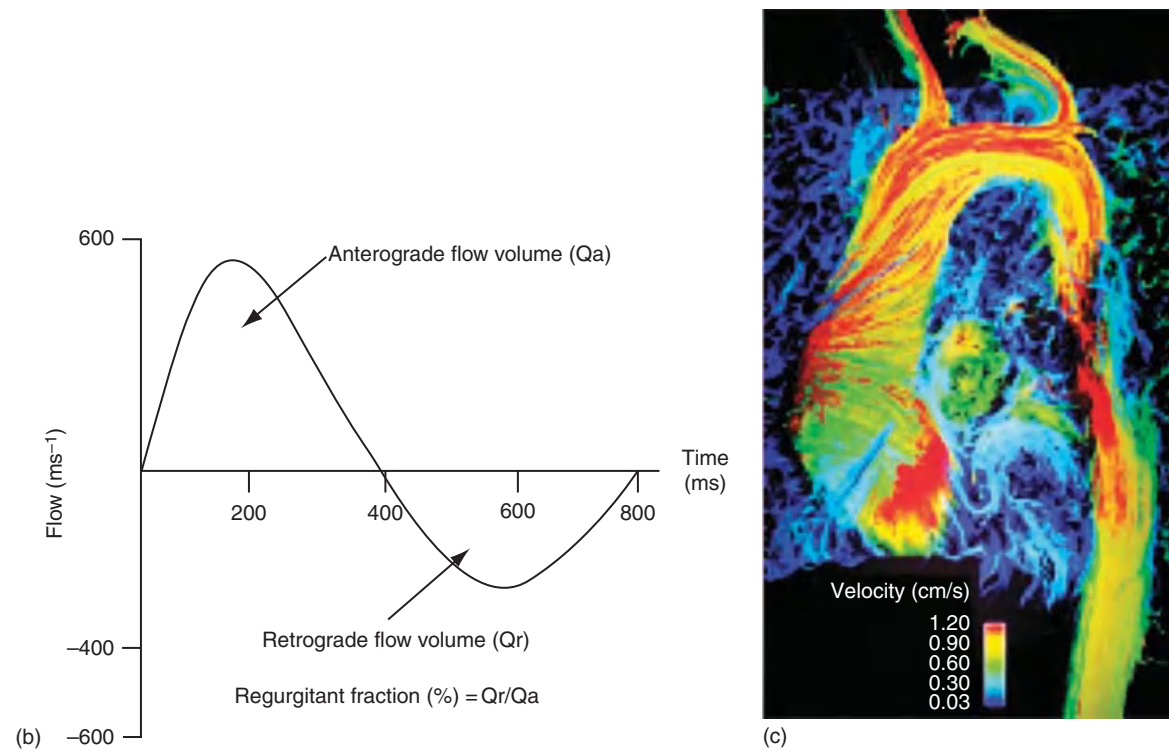 600
Anterograde flow volume (Qa)
Flow (ms⁻¹)
Time
(ms)
200
400
600
800
Retrograde flow volume (Qr)
–400
Regurgitant fraction (%) = Qr/Qa
–600
(b)
Velocity (cm/s)
1.20
0.90
0.60
0.30
0.03
(c)